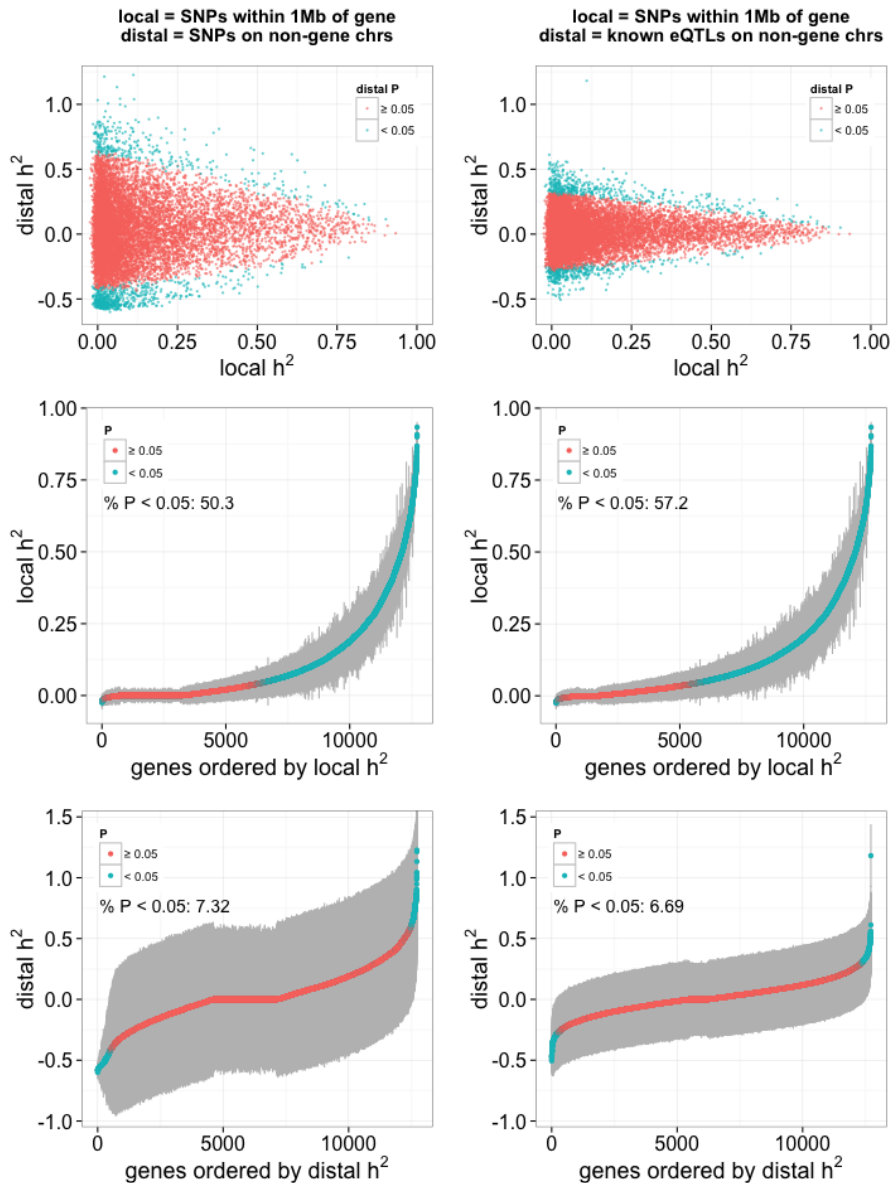 local = SNPs within 1Mb of gene
distal = SNPs on non-gene chrs
local = SNPs within 1Mb of gene
distal = known eQTLs on non-gene chrs
distal h²
1.0
0.5
0.0
-0.5
distal P
≥ 0.05
< 0.05
0.00 0.25 0.50 0.75 1.00
local h²
distal h²
1.0
0.5
0.0
-0.5
distal P
≥ 0.05
< 0.05
0.00 0.25 0.50 0.75 1.00
local h²
local h²
1.00
0.75
0.50
0.25
0.00
P
≥ 0.05
< 0.05
% P < 0.05: 50.3
0 5000 10000
genes ordered by local h²
local h²
1.00
0.75
0.50
0.25
0.00
P
≥ 0.05
< 0.05
% P < 0.05: 57.2
0 5000 10000
genes ordered by local h²
distal h²
1.5
1.0
0.5
0.0
-0.5
-1.0
P
≥ 0.05
< 0.05
% P < 0.05: 7.32
0 5000 10000
genes ordered by distal h²
distal h²
1.5
1.0
0.5
0.0
-0.5
-1.0
P
≥ 0.05
< 0.05
% P < 0.05: 6.69
0 5000 10000
genes ordered by distal h²